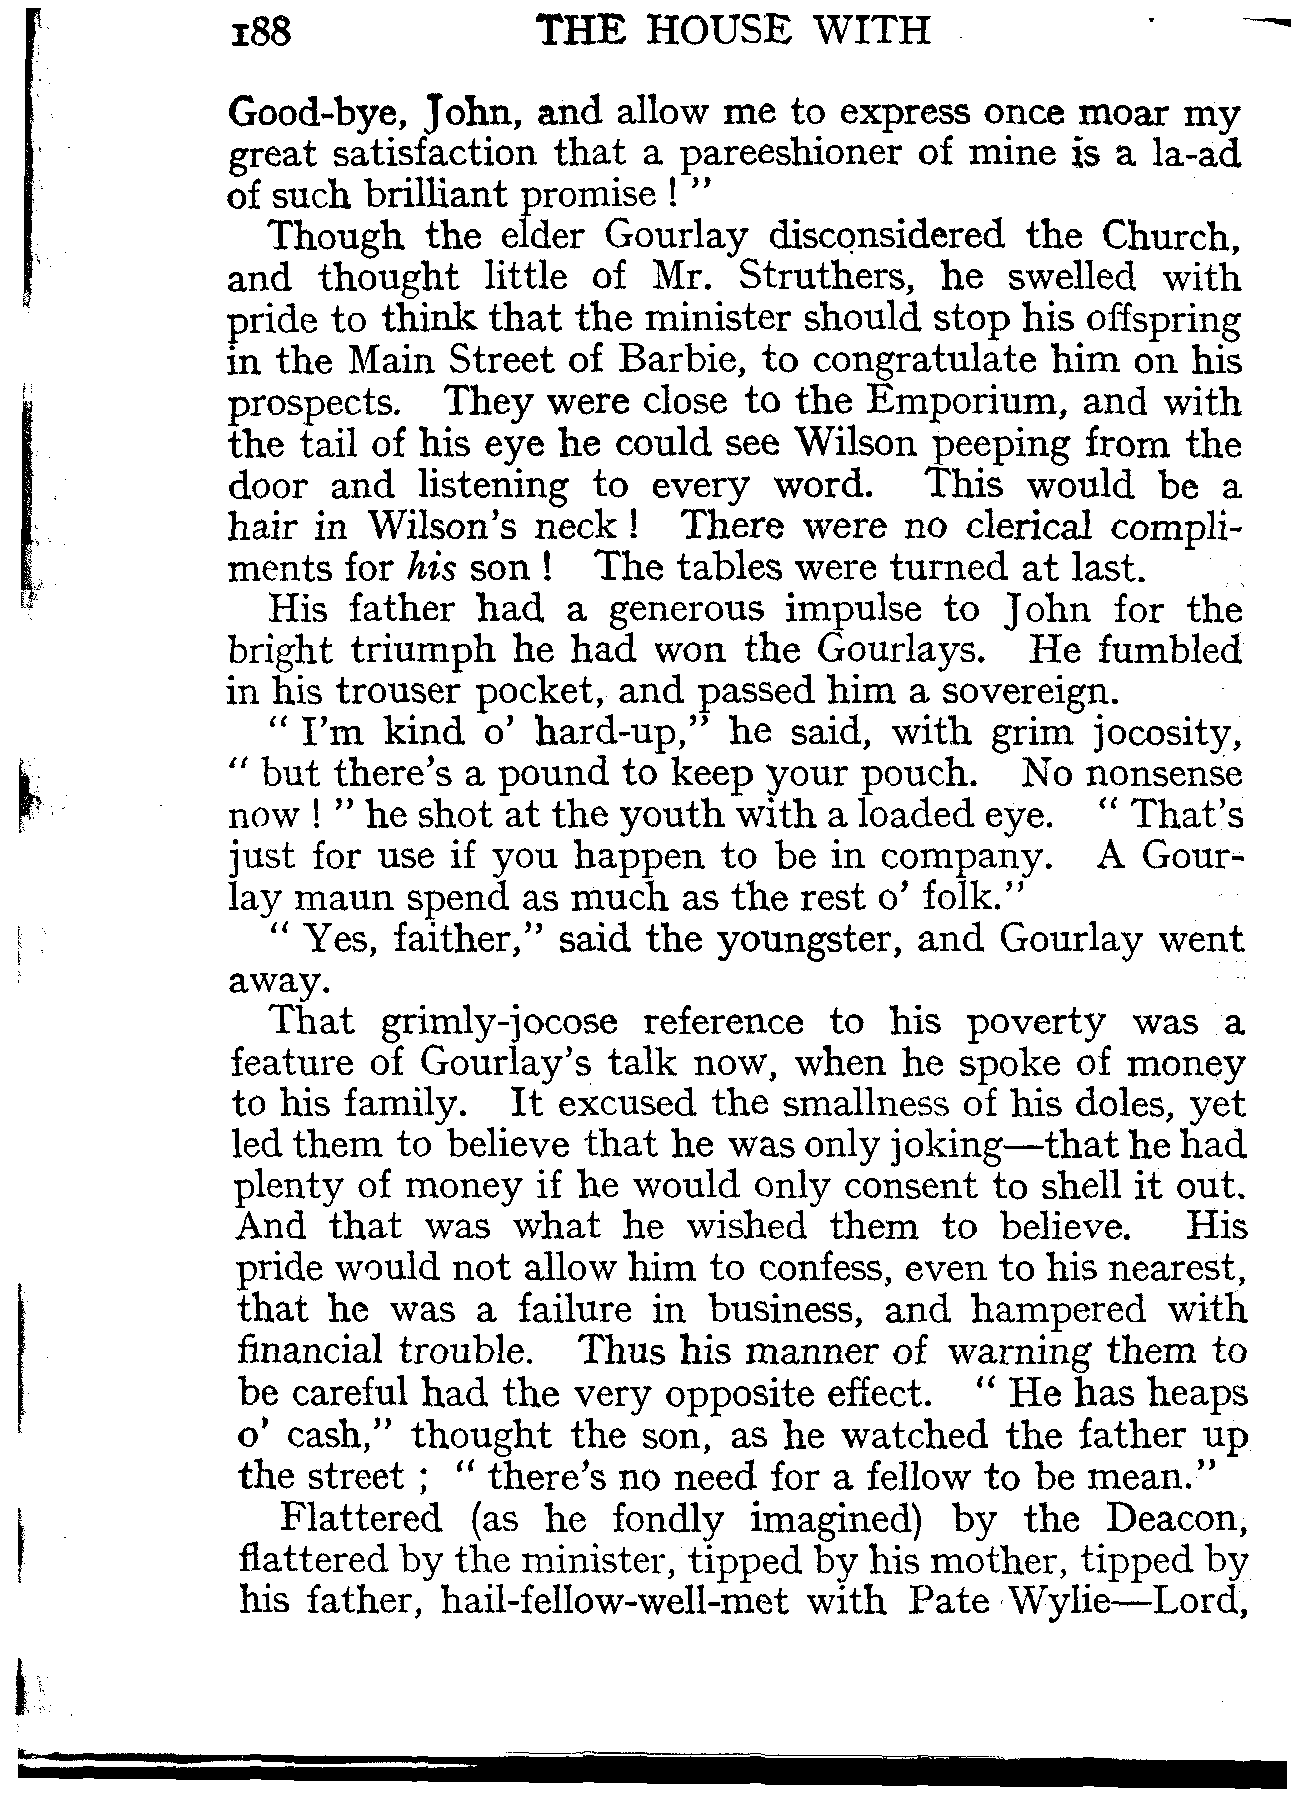 188 THE HOUSE WITH
Good-bye, John, and allow me to express once moar my
great satisfaction that a pareeshioner of mine is a la-ad
of such brilliant promise ! "
Though the elder Gourlay disconsidered the Church,
and thought little of Mr. Struthers, he swelled with
pride to think that the minister should stop his offspring
in the Main Street of Barbie, to congratulate him on his
prospects. They were close to the Emporium, and with
the tail of his eye he could see Wilson peeping from the
door and listening to every word. This would be a
hair in Wilson's neck ! There were no clerical compli-
ments for his son ! The tables were turned at last.
His father had a generous impulse to John for the
bright triumph he had won the Gourlays. He fumbled
in his trouser pocket, and passed him a sovereign.
" I'm kind o' hard-up," he said, with grim jocosity,
" but there's a pound to keep your pouch. No nonsense
now ! " he shot at the youth with a loaded eye. " That's
just for use if you happen to be in company. A Gour-
lay maun spend as much as the rest o' folk."
" Yes, faither," said the youngster, and Gourlay went
away.
That grimly-jocose reference to his poverty was a
feature of Gourlay's talk now, when he spoke of money
to his family. It excused the smallness of his doles, yet
led them to believe that he was only joking—that he had
plenty of money if he would only consent to shell it out.
And that was what he wished them to believe. His
pride would not allow him to confess, even to his nearest,
that he was a failure in business, and hampered with
financial trouble. Thus his manner of warning them to
be careful had the very opposite effect. " He has heaps
o' cash," thought the son, as he watched the father up
the street ; " there's no need for a fellow to be mean."
Flattered (as he fondly imagined) by the Deacon,
flattered by the minister, tipped by his mother, tipped by
his father, hail-fellow-well-met with Pate Wylie—Lord,